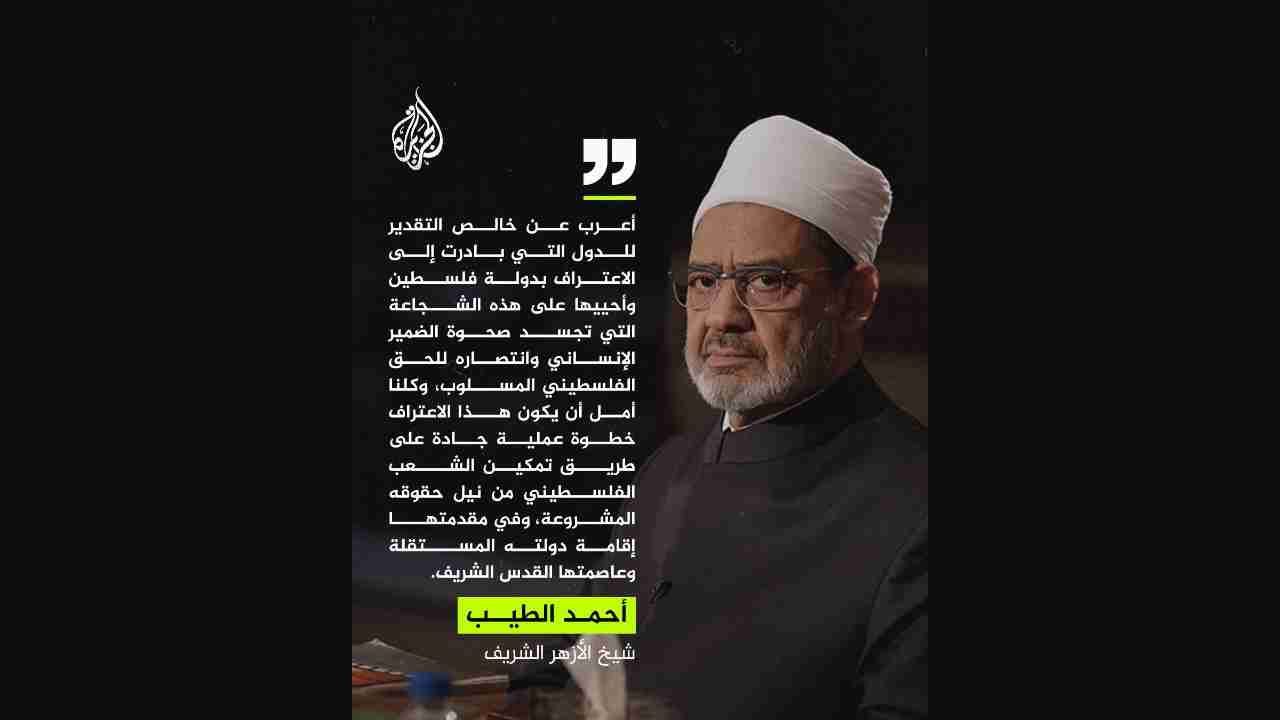 الجزيرة
أعرب عن خالص التقدير
للدول التي بادرت إلى
الاعتراف بدولة فلسطين
وأحييها على هذه الشجاعة
التي تجسد صحوة الضمير
الإنساني وانتصاره للحق
الفلسطيني المسلوب، وكلنا
أمل أن يكون هذا الاعتراف
خطوة عملية جادة على
طريق تمكين الشعب
الفلسطيني من نيل حقوقه
المشروعة، وفي مقدمتها
إقامة دولته المستقلة
وعاصمتها القدس الشريف.
أحمد الطيب
شيخ الأزهر الشريف